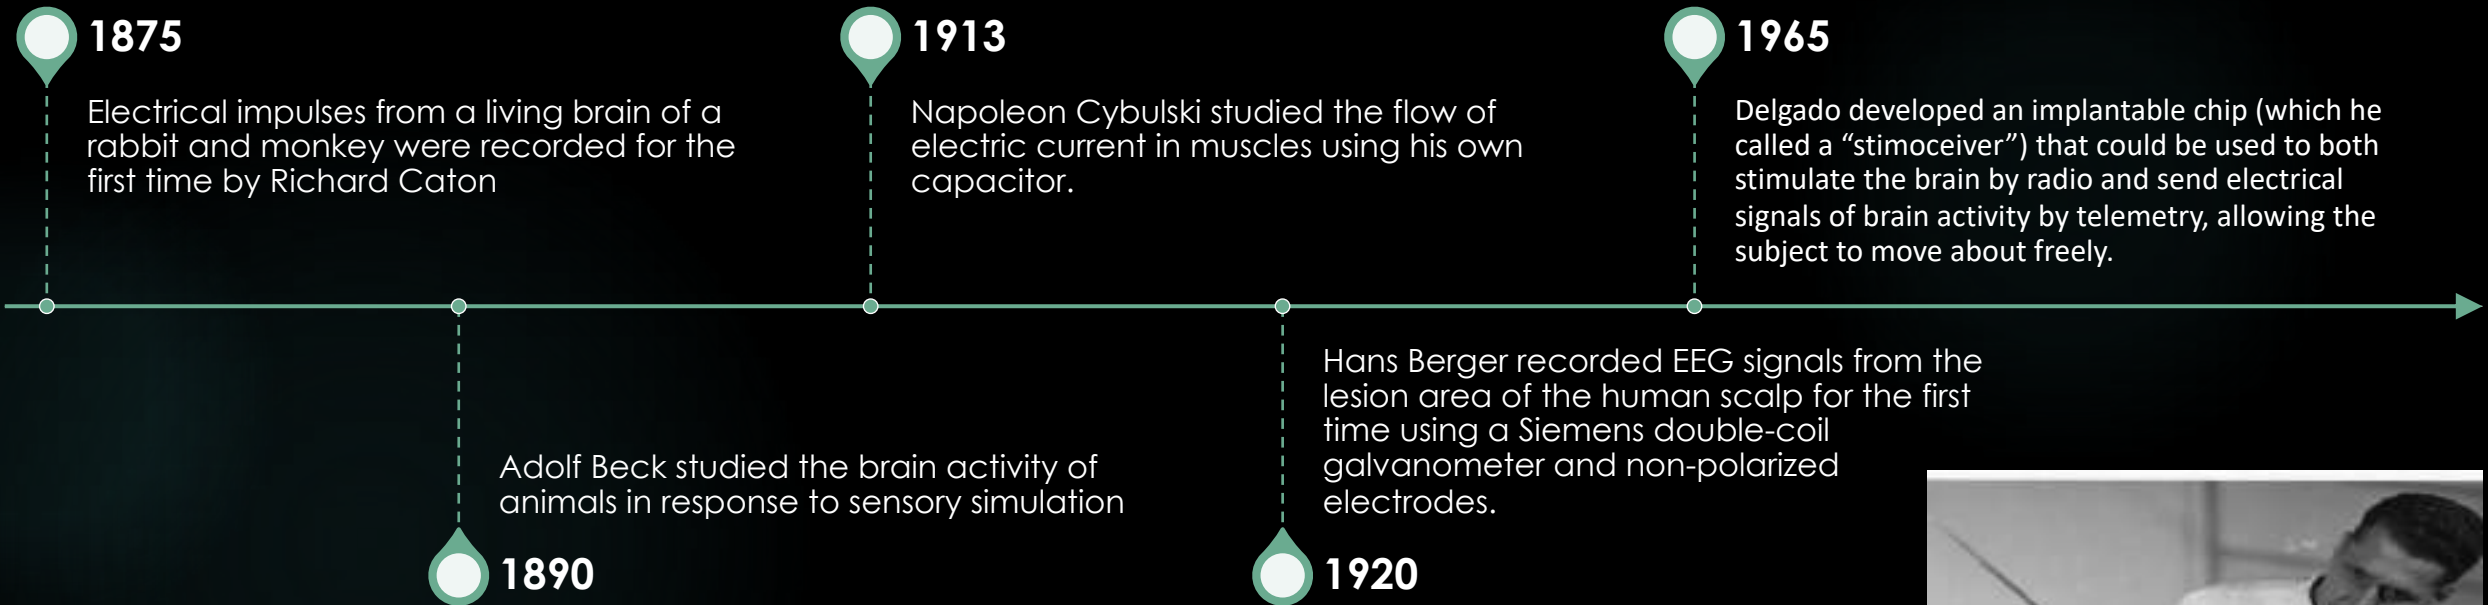 1875
Electrical impulses from a living brain of a
rabbit and monkey were recorded for the
first time by Richard Caton
Adolf Beck studied the brain activity of
animals in response to sensory simulation
1890
1913
Napoleon Cybulski studied the flow of
electric current in muscles using his own
capacitor.
Hans Berger recorded EEG signals from the
lesion area of the human scalp for the first
time using a Siemens double-coil
galvanometer and non-polarized
electrodes.
1920
1965
Delgado developed an implantable chip (which he
called a “stimoceiver”) that could be used to both
stimulate the brain by radio and send electrical
signals of brain activity by telemetry, allowing the
subject to move about freely.